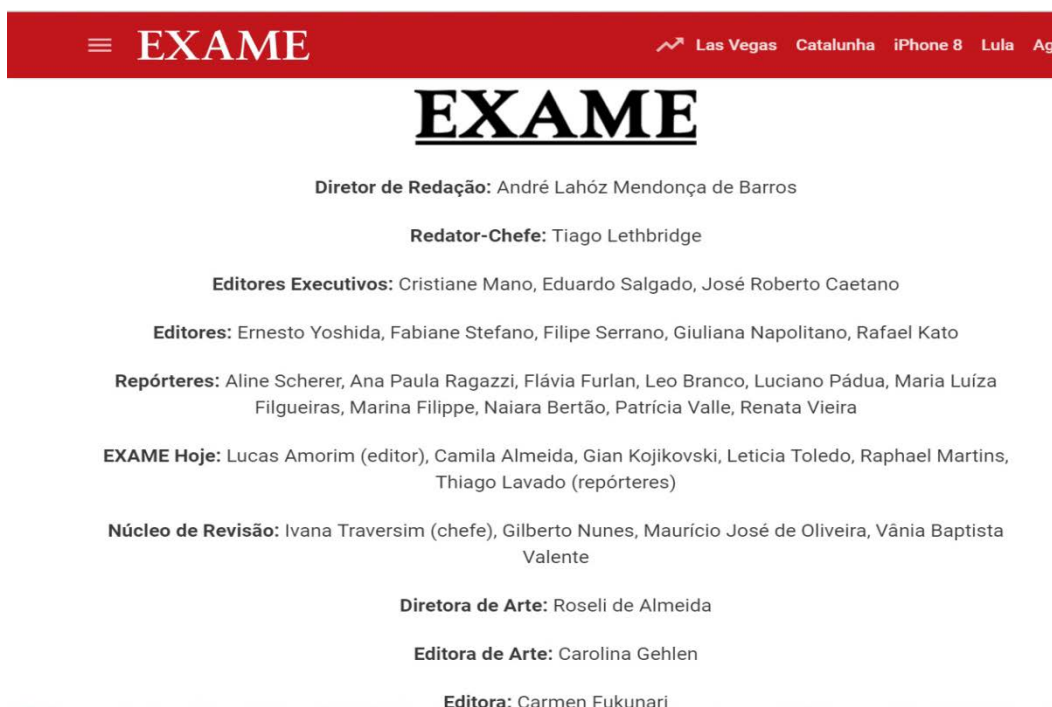 EXAME
Las Vegas Catalunha iPhone 8 Lula
EXAME
Diretor de Redação: André Lahóz Mendonça de Barros
Redator-Chefe: Tiago Lethbridge
Editores Executivos: Cristiane Mano, Eduardo Salgado, José Roberto Caetano
Editores: Ernesto Yoshida, Fabiane Stefano, Filipe Serrano, Giuliana Napolitano, Rafael Kato
Repórteres: Aline Scherer, Ana Paula Ragazzi, Flávia Furlan, Leo Branco, Luciano Pádua, Maria Luíza
Filgueiras, Marina Filippe, Naiara Bertão, Patrícia Valle, Renata Vieira
EXAME Hoje: Lucas Amorim (editor), Camila Almeida, Gian Kojikovski, Leticia Toledo, Raphael Martins,
Thiago Lavado (repórteres)
Núcleo de Revisão: Ivana Traversim (chefe), Gilberto Nunes, Maurício José de Oliveira, Vânia Baptista
Valente
Diretora de Arte: Roseli de Almeida
Editora de Arte: Carolina Gehlen
Editora: Carmen Fukunari